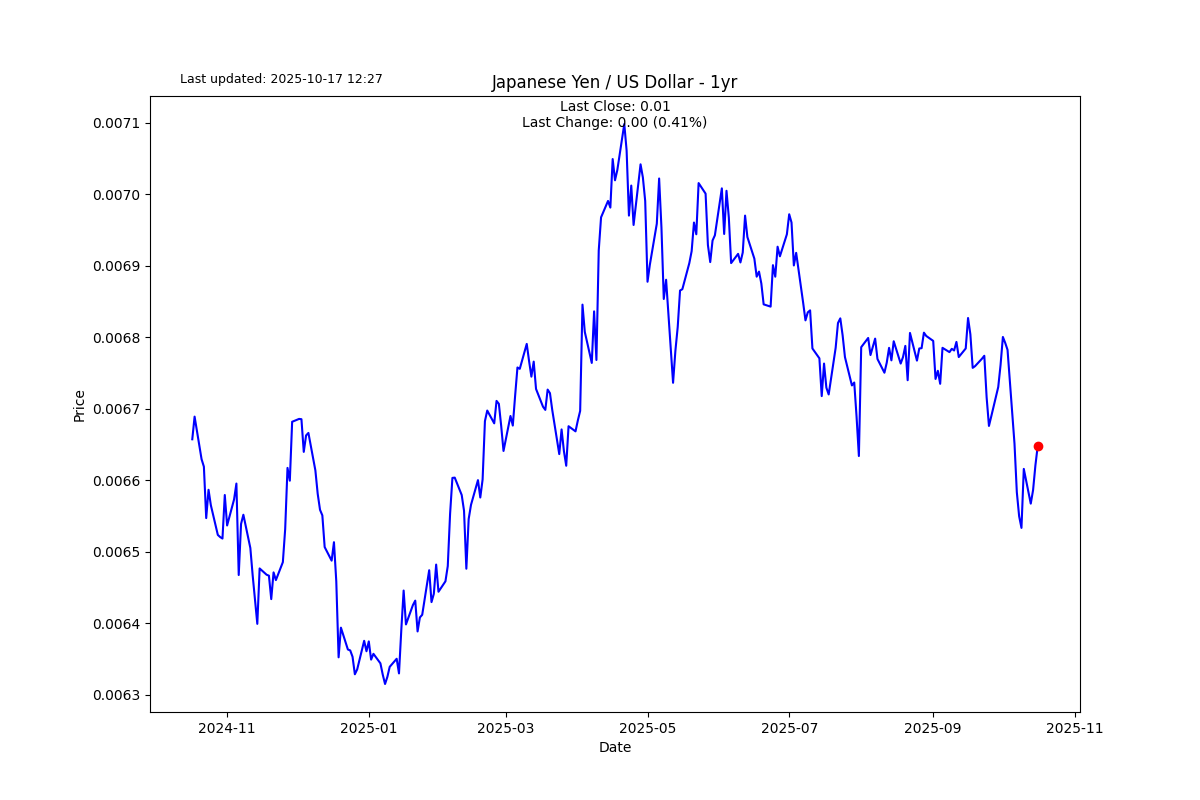 Last updated: 2025-10-17 12:27
Japanese Yen / US Dollar - 1yr
Last Close: 0.01
Last Change: 0.00 (0.41%)
0.0071
0.0070
0.0069
0.0068
0.0067
0.0066
0.0065
0.0064
0.0063
Price
2024-11 2025-01 2025-03 2025-05 2025-07 2025-09 2025-11
Date